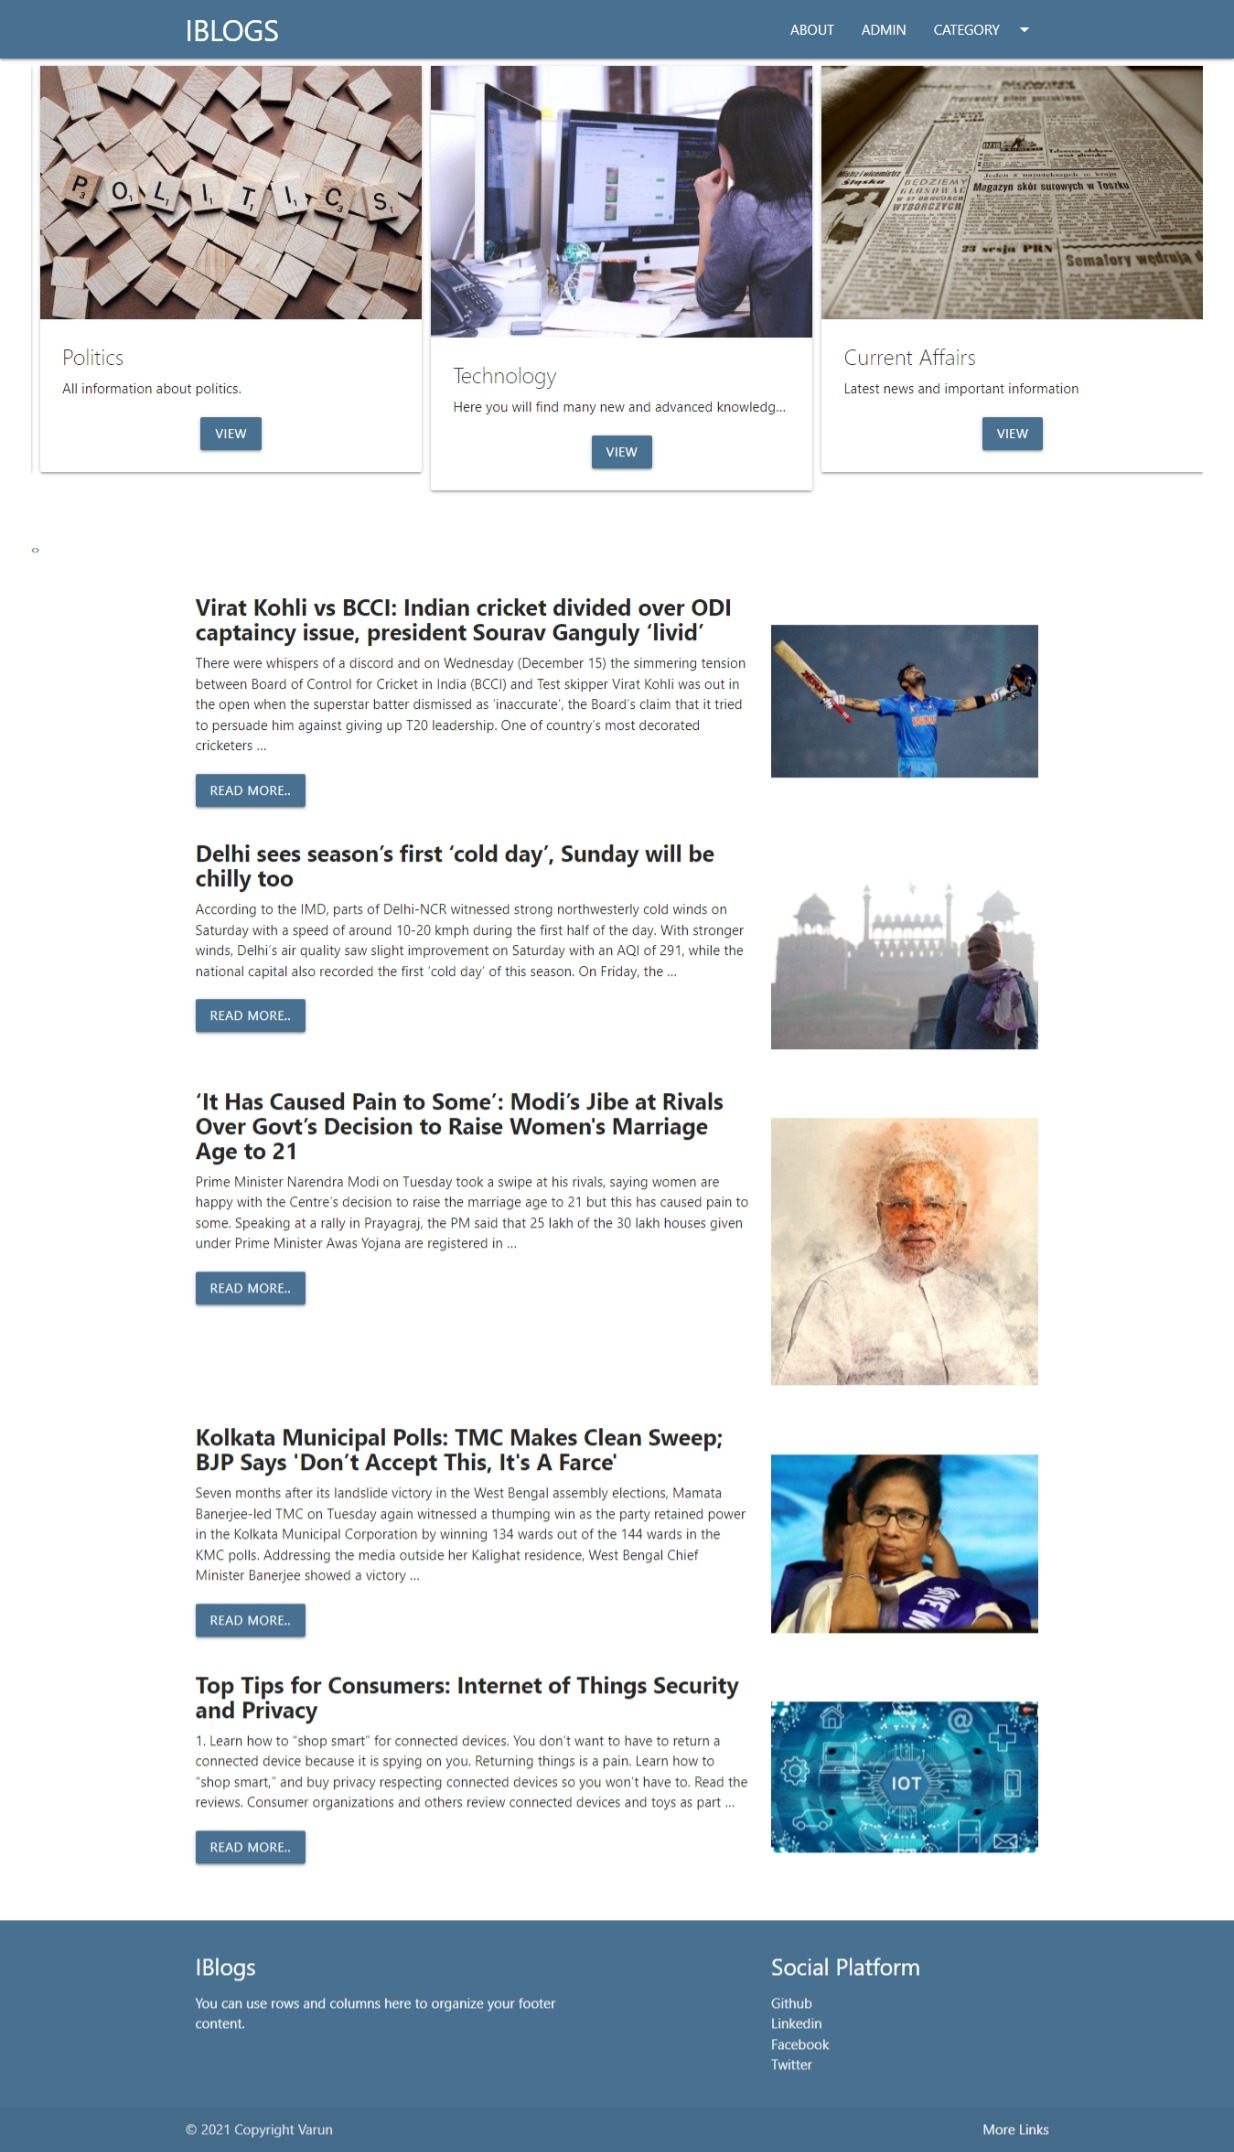 IBLOGS
ABOUT ADMIN CATEGORY
POLITICS
BĘDZIEMY
GŁOSOWAĆ
W 57 OKRĘGACH
WYBORCZYCH
Jeden z największych w kraju
Magazyn skór surowych w Toszku
23 sesja PRN
Semafory wędrują d
Politics
All information about politics.
VIEW
Technology
Here you will find many new and advanced knowledg...
VIEW
Current Affairs
Latest news and important information
VIEW
‹›
Virat Kohli vs BCCI: Indian cricket divided over ODI
captaincy issue, president Sourav Ganguly ‘livid’
There were whispers of a discord and on Wednesday (December 15) the simmering tension
between Board of Control for Cricket in India (BCCI) and Test skipper Virat Kohli was out in
the open when the superstar batter dismissed as ‘inaccurate’, the Board’s claim that it tried
to persuade him against giving up T20 leadership. One of country’s most decorated
cricketers ...
READ MORE..
INDIA
Delhi sees season’s first ‘cold day’, Sunday will be
chilly too
According to the IMD, parts of Delhi-NCR witnessed strong northwesterly cold winds on
Saturday with a speed of around 10-20 kmph during the first half of the day. With stronger
winds, Delhi’s air quality saw slight improvement on Saturday with an AQI of 291, while the
national capital also recorded the first ‘cold day’ of this season. On Friday, the ...
READ MORE..
‘It Has Caused Pain to Some’: Modi’s Jibe at Rivals
Over Govt’s Decision to Raise Women's Marriage
Age to 21
Prime Minister Narendra Modi on Tuesday took a swipe at his rivals, saying women are
happy with the Centre’s decision to raise the marriage age to 21 but this has caused pain to
some. Speaking at a rally in Prayagraj, the PM said that 25 lakh of the 30 lakh houses given
under Prime Minister Awas Yojana are registered in ...
READ MORE..
Kolkata Municipal Polls: TMC Makes Clean Sweep;
BJP Says 'Don’t Accept This, It's A Farce'
Seven months after its landslide victory in the West Bengal assembly elections, Mamata
Banerjee-led TMC on Tuesday again witnessed a thumping win as the party retained power
in the Kolkata Municipal Corporation by winning 134 wards out of the 144 wards in the
KMC polls. Addressing the media outside her Kalighat residence, West Bengal Chief
Minister Banerjee showed a victory ...
READ MORE..
Top Tips for Consumers: Internet of Things Security
and Privacy
1. Learn how to “shop smart” for connected devices. You don’t want to have to return a
connected device because it is spying on you. Returning things is a pain. Learn how to
“shop smart,” and buy privacy respecting connected devices so you won’t have to. Read the
reviews. Consumer organizations and others review connected devices and toys as part ...
READ MORE..
IOT
IBlogs
You can use rows and columns here to organize your footer
content.
Social Platform
Github
Linkedin
Facebook
Twitter
© 2021 Copyright Varun
More Links